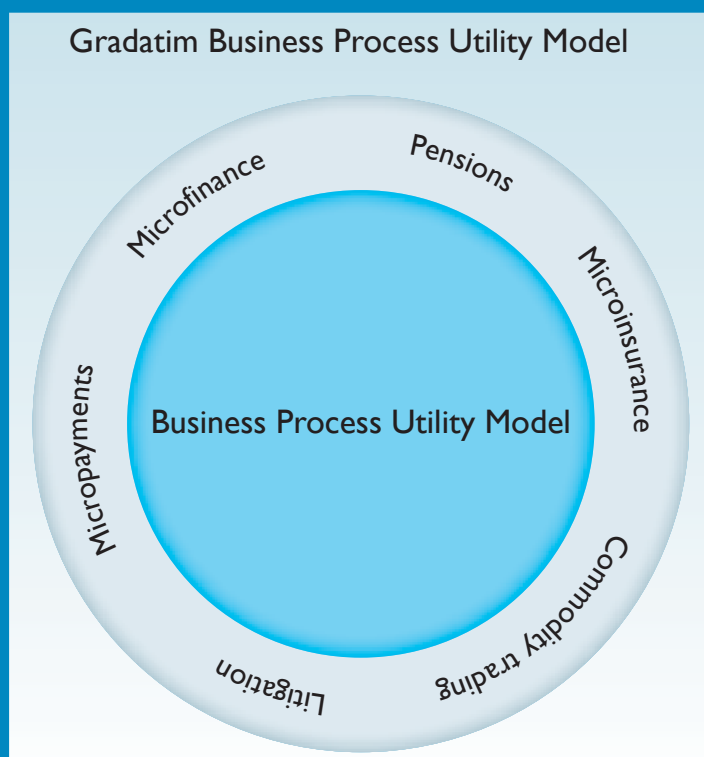 Gradatim Business Process Utility Model
Microfinance
Pensions
Microinsurance
Commodity trading
Litigation
Micropayments
Business Process Utility Model